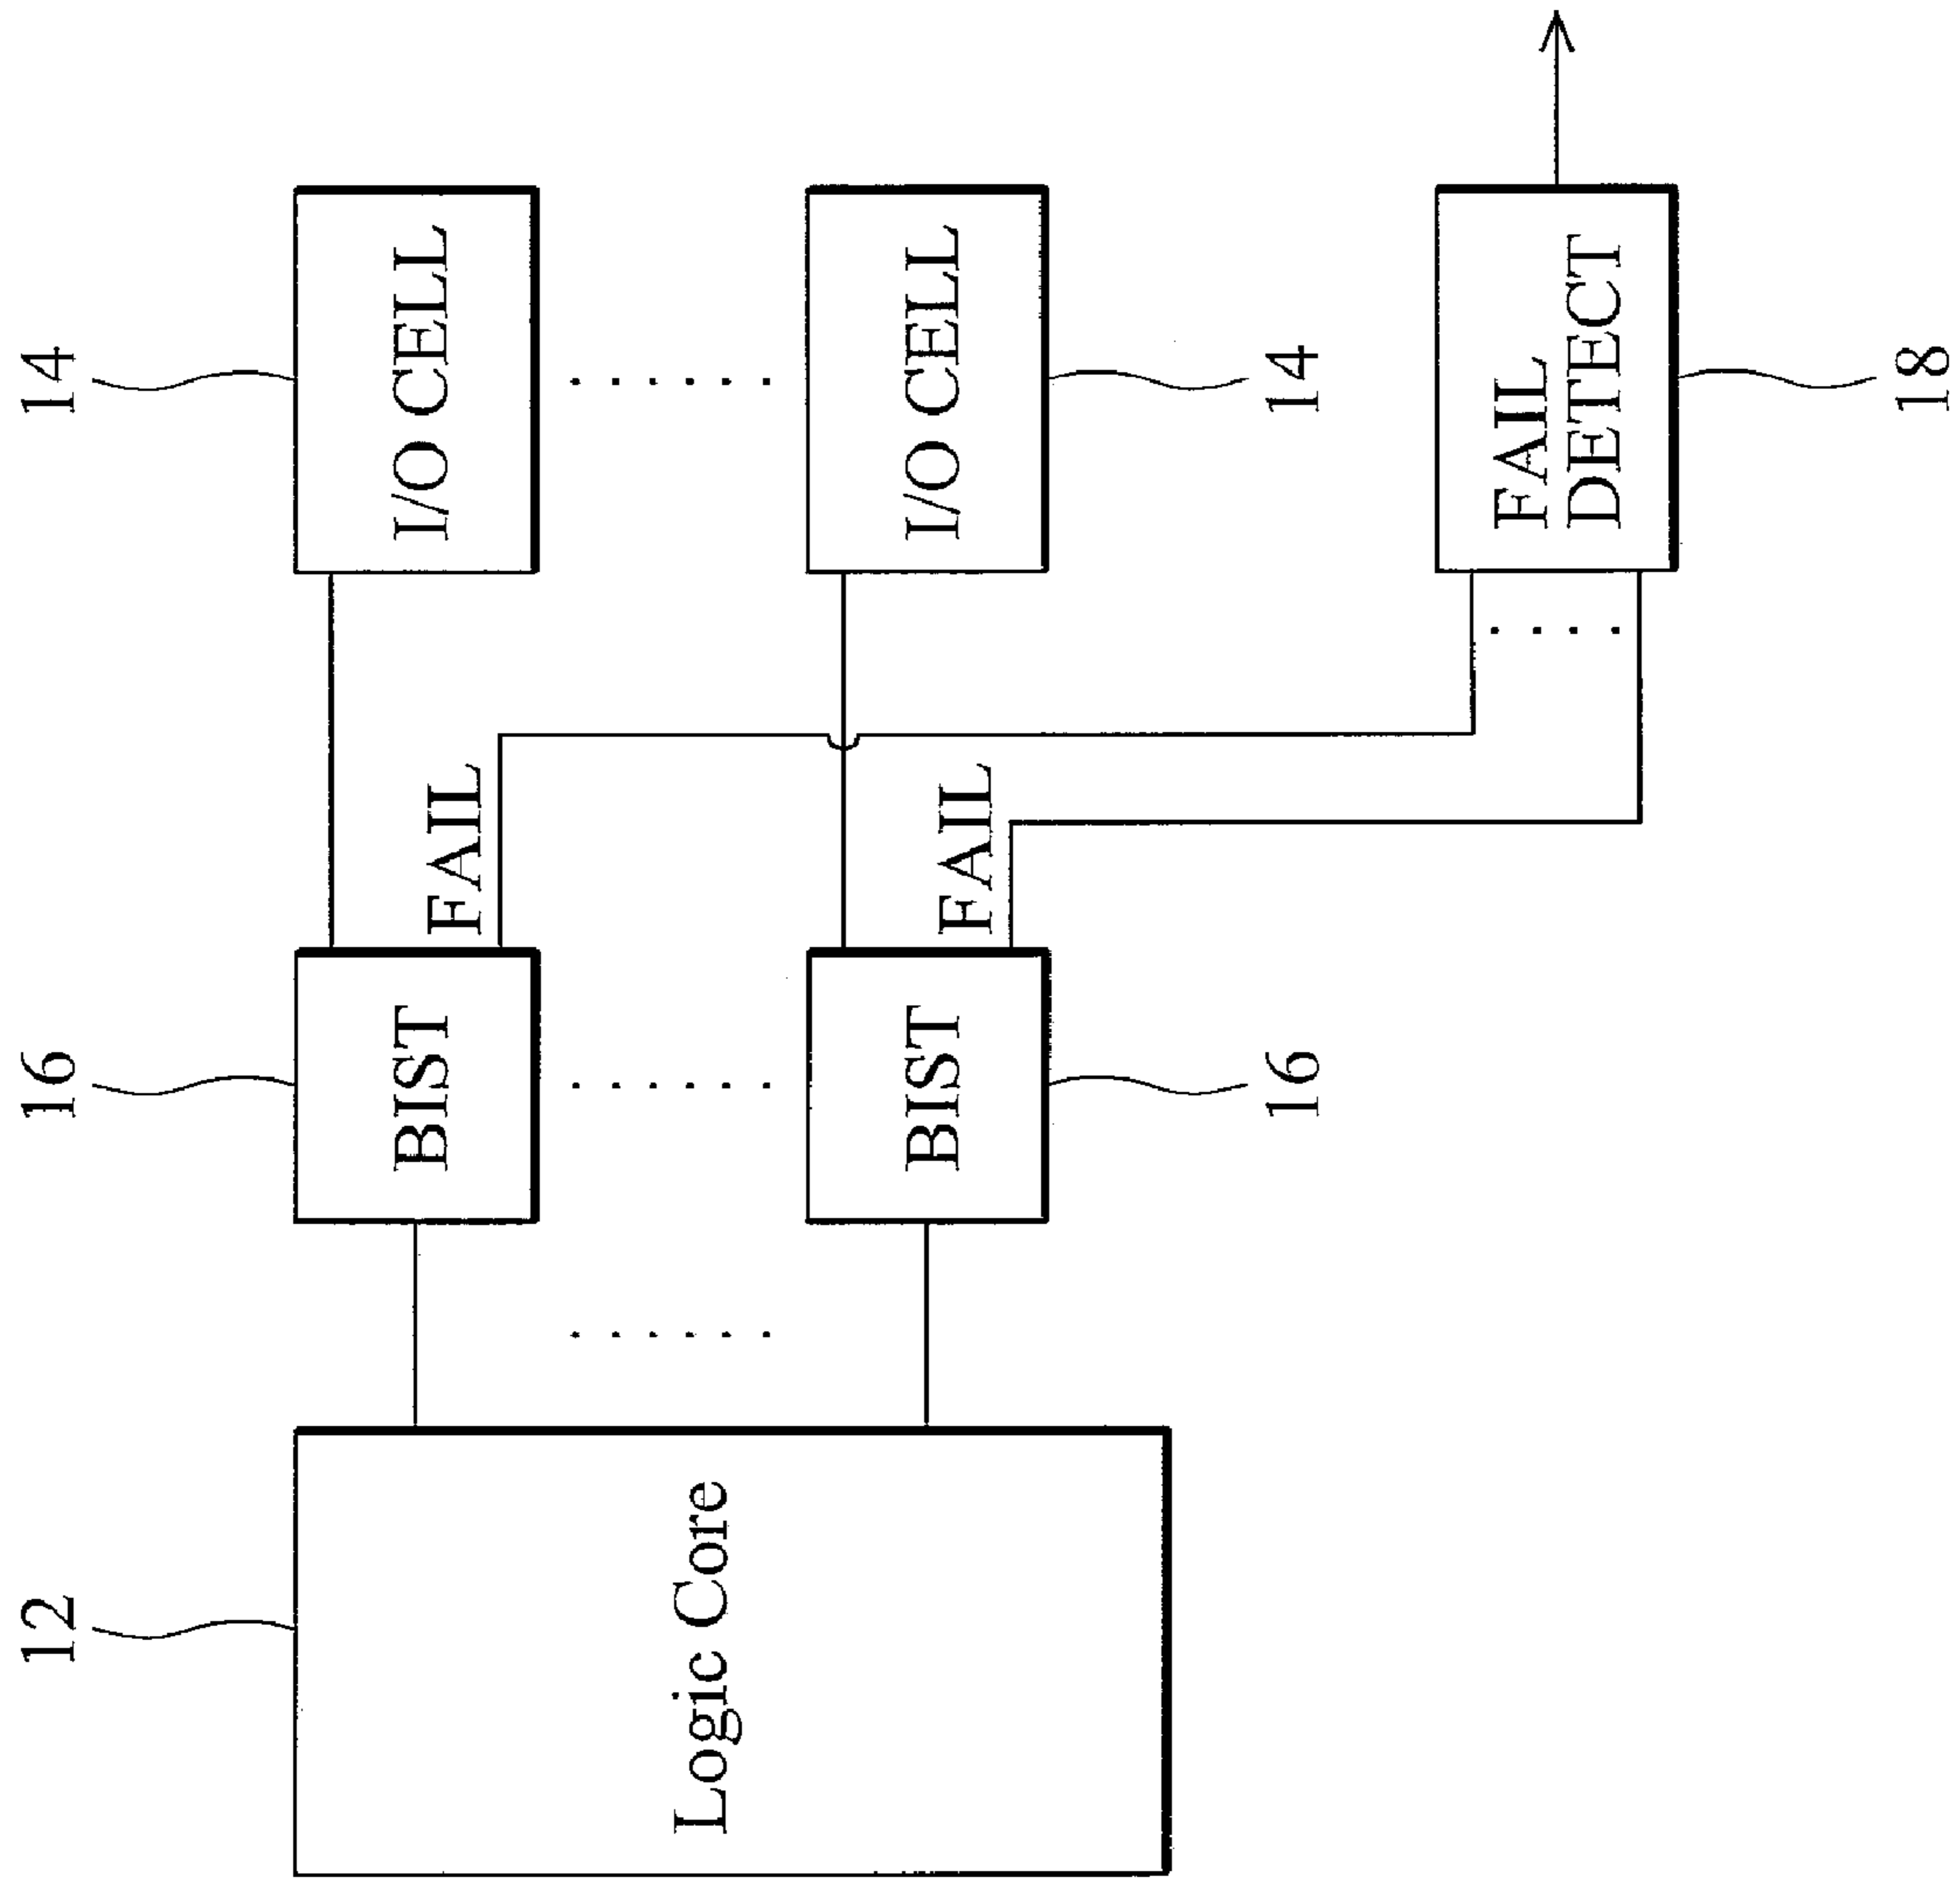 12
16
14
Logic Core
BIST
FAIL
I/O CELL
BIST
FAIL
I/O CELL
16
14
FAIL
DETECT
18